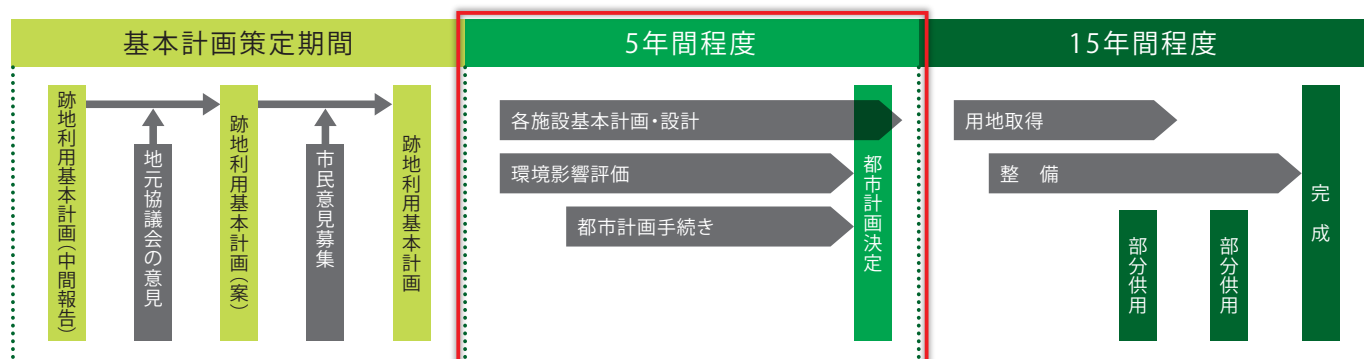 基本計画策定期間
5年間程度
15年間程度
跡地利用基本計画(中間報告)
地元協議会の意見
跡地利用基本計画(案)
市民意見募集
跡地利用基本計画
各施設基本計画・設計
環境影響評価
都市計画手続き
都市計画決定
用地取得
整　備
部分供用
部分供用
完　成